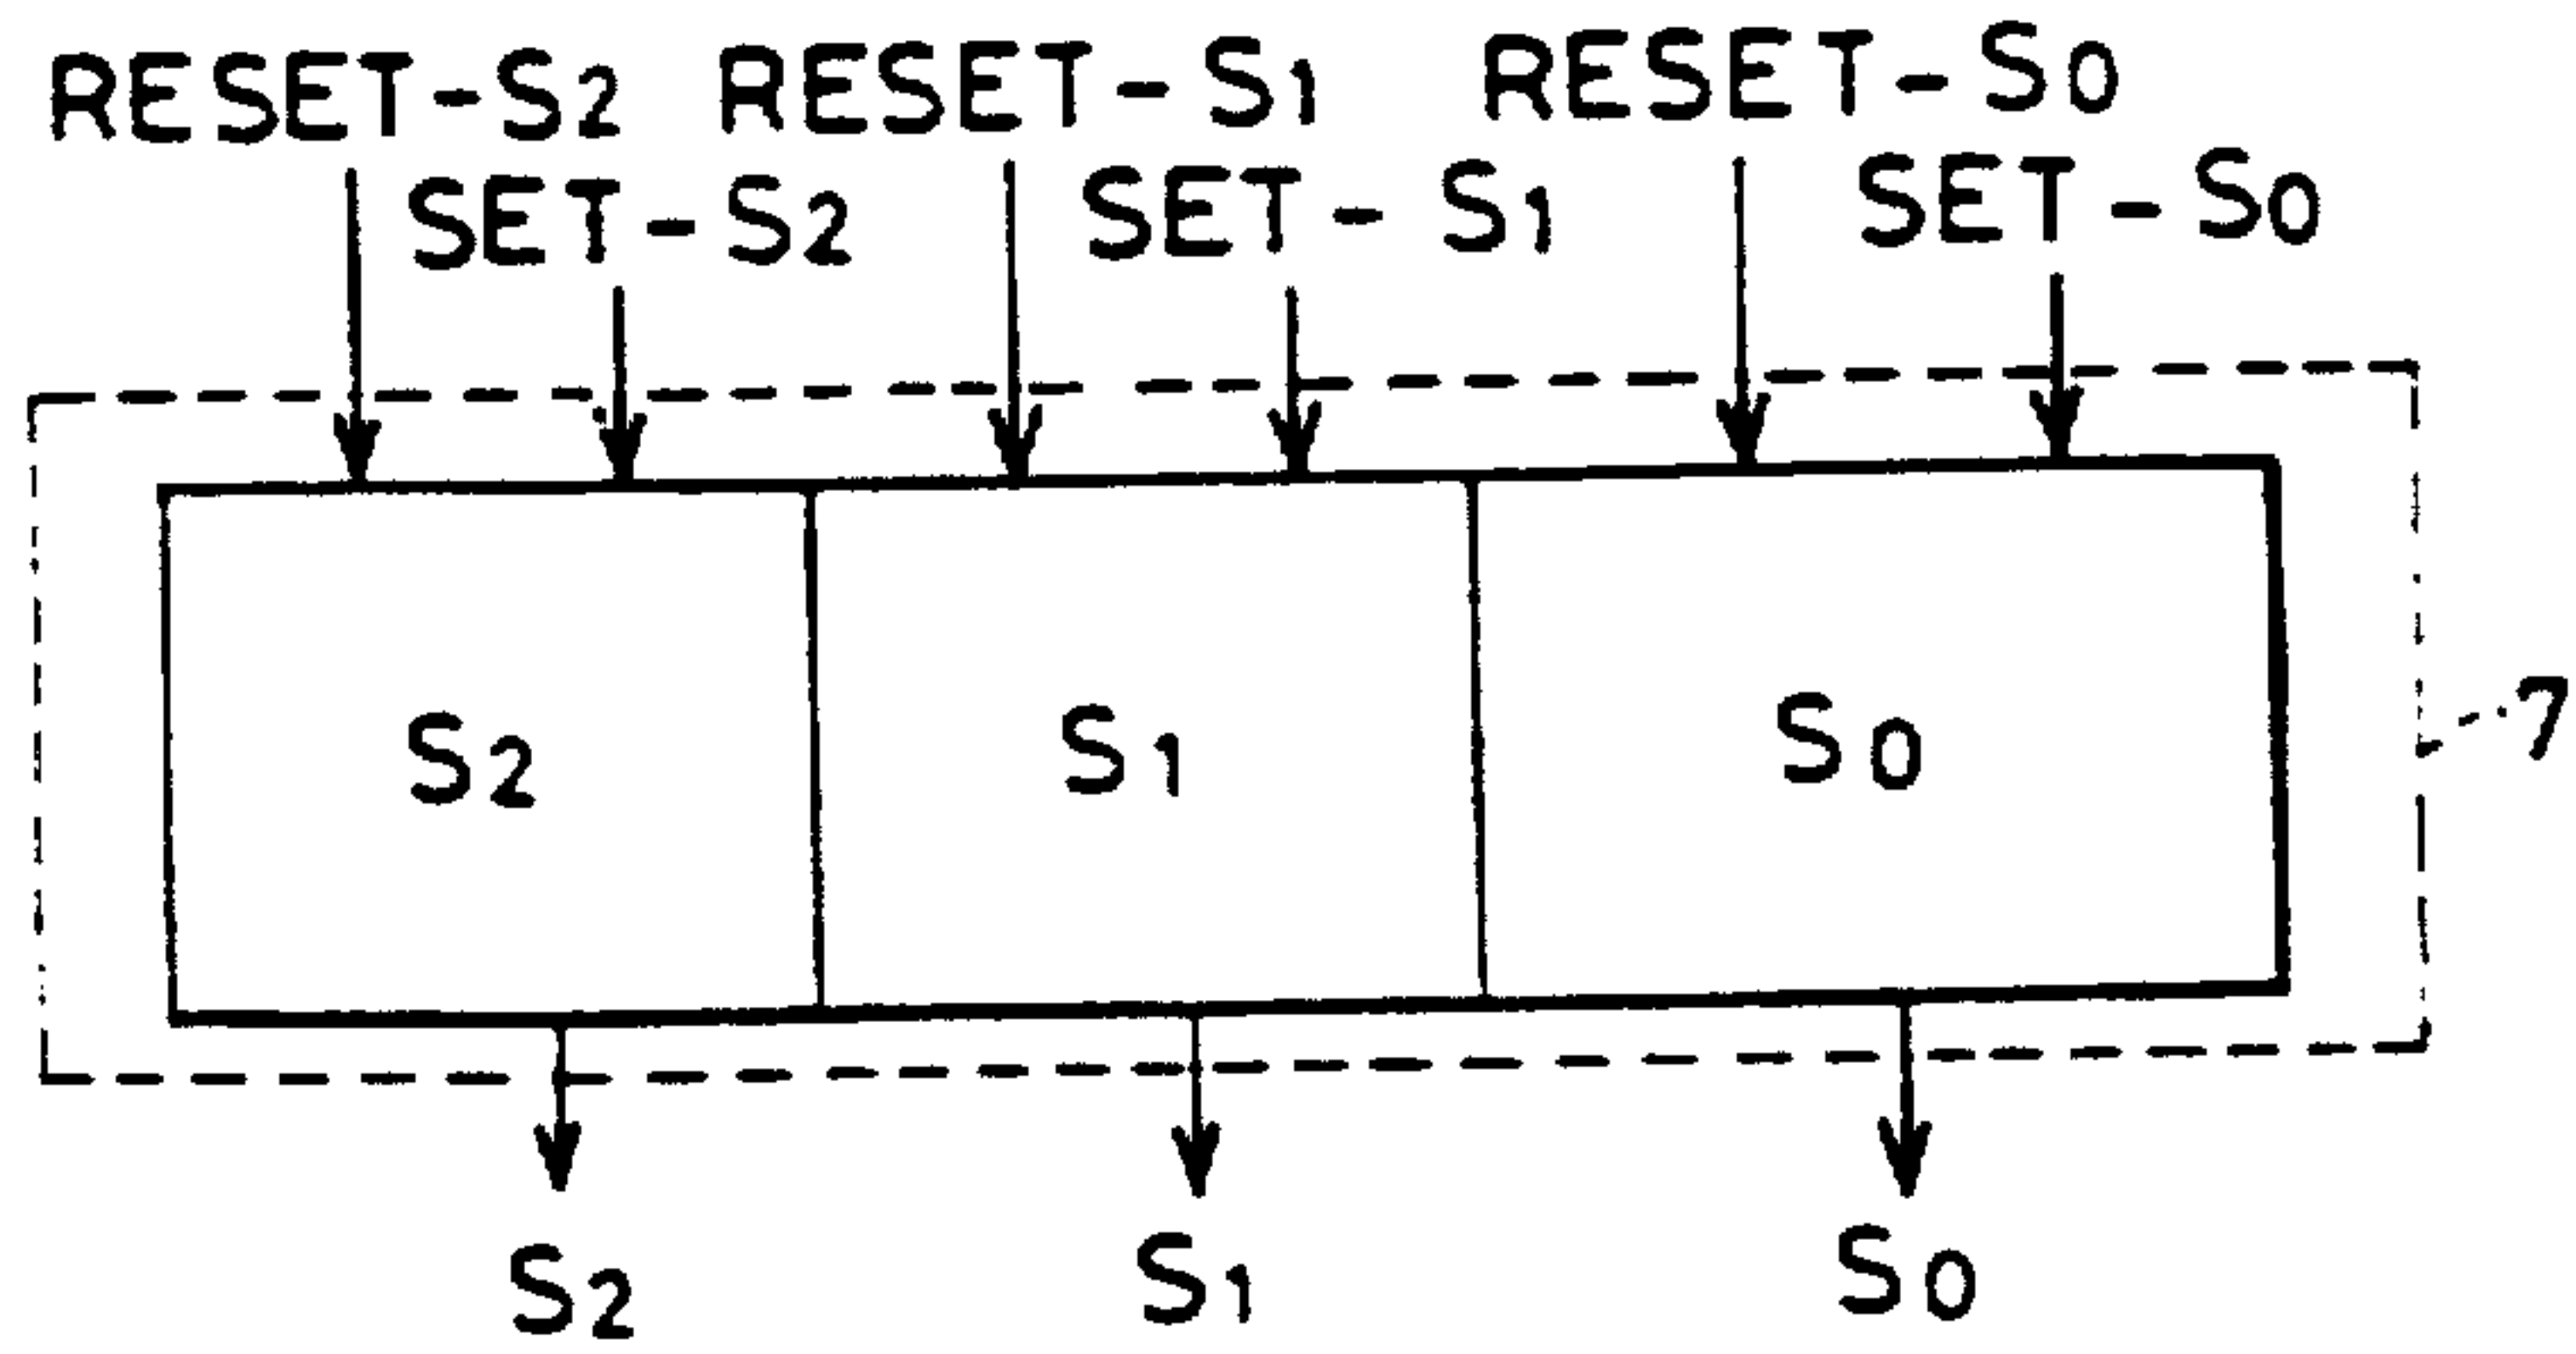 RESET-S2 RESET-S1 RESET-S0
SET-S2 SET-S1 SET-S0
S2 S1 S0
7
S2 S1 S0